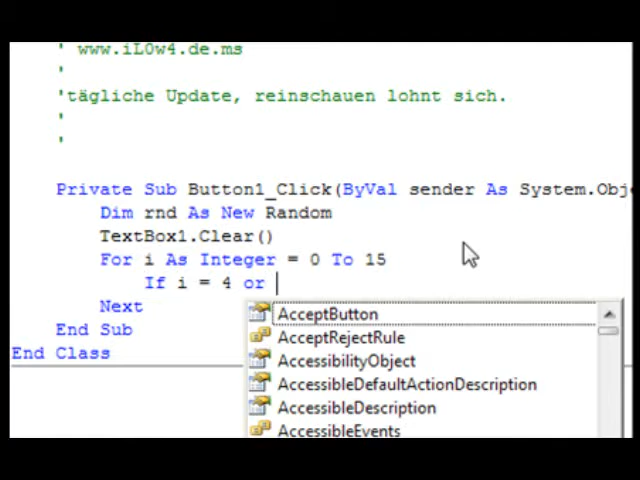 ' www.iL0w4.de.ms
'
'tägliche Update, reinschauen lohnt sich.
'
'
Private Sub Button1_Click(ByVal sender As System.Obj
Dim rnd As New Random
TextBox1.Clear()
For i As Integer = 0 To 15
If i = 4 or
Next
End Sub
End Class
AcceptButton
AcceptRejectRule
AccessibilityObject
AccessibleDefaultActionDescription
AccessibleDescription
AccessibleEvents